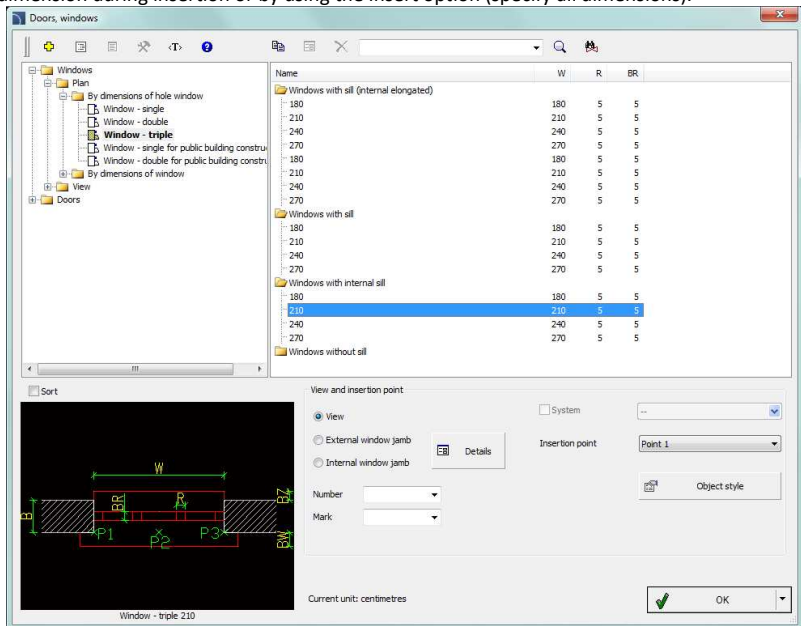 dimension during insertion or by using the insert option (specify all dimensions).
Doors, windows
<T> ?
Windows
Plan
By dimensions of hole window
Window - single
Window - double
Window - triple
Window - single for public building constru
Window - double for public building constru
By dimensions of window
View
Doors
Name W R BR
Windows with sill (internal elongated)
180 180 5 5
210 210 5 5
240 240 5 5
270 270 5 5
180 180 5 5
210 210 5 5
240 240 5 5
270 270 5 5
Windows with sill
180 180 5 5
210 210 5 5
240 240 5 5
270 270 5 5
Windows with internal sill
180 180 5 5
210 210 5 5
240 240 5 5
270 270 5 5
Windows without sill
Sort
W
BR
R
BZ
B
P1
P2
P3
BW
Window - triple 210
View and insertion point
View
External window jamb
Internal window jamb
Details
System
--
Insertion point
Point 1
Number
Mark
Object style
Current unit: centimetres
OK